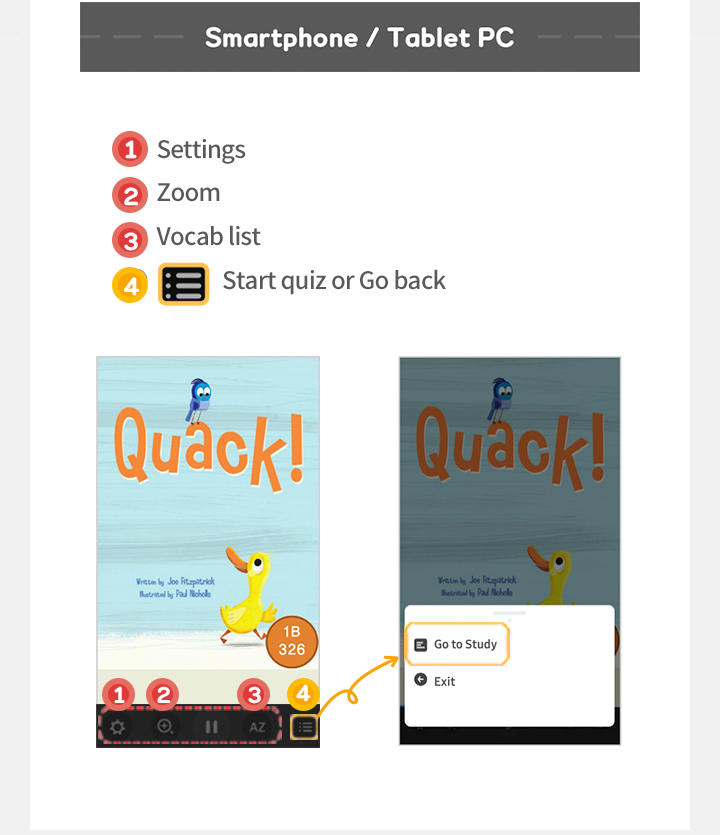 Smartphone / Tablet PC
1 Settings
2 Zoom
3 Vocab list
4 Start quiz or Go back
Quack!
Written by Joe Fitzpatrick
Illustrated by Paul Nicholls
1B
326
1 2 3 4
AZ
Quack!
Written by Joe Fitzpatrick
Illustrated by Paul Nicholls
Go to Study
Exit